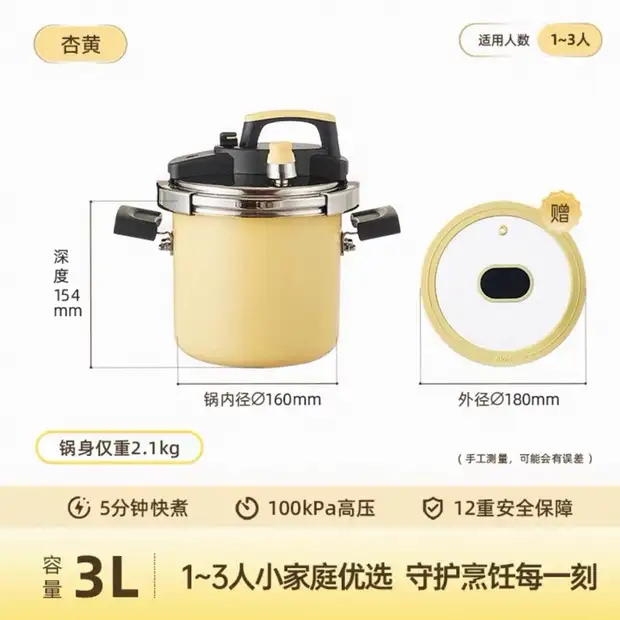 杏黄
适用人数 1~3人
赠
深度
154
mm
锅内径Ø160mm
外径Ø180mm
锅身仅重2.1kg
(手工测量,可能会有误差)
5分钟快煮 100kPa高压 12重安全保障
容量 3L 1~3人小家庭优选 守护烹饪每一刻